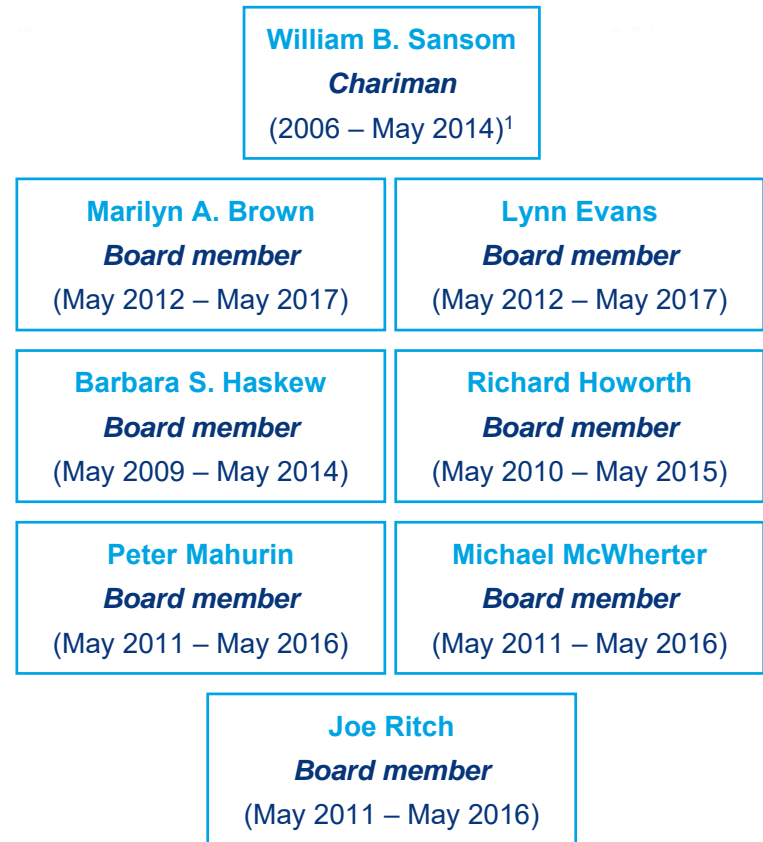 William B. Sansom
Chariman
(2006 – May 2014)1
Marilyn A. Brown
Board member
(May 2012 – May 2017)
Lynn Evans
Board member
(May 2012 – May 2017)
Barbara S. Haskew
Board member
(May 2009 – May 2014)
Richard Howorth
Board member
(May 2010 – May 2015)
Peter Mahurin
Board member
(May 2011 – May 2016)
Michael McWherter
Board member
(May 2011 – May 2016)
Joe Ritch
Board member
(May 2011 – May 2016)